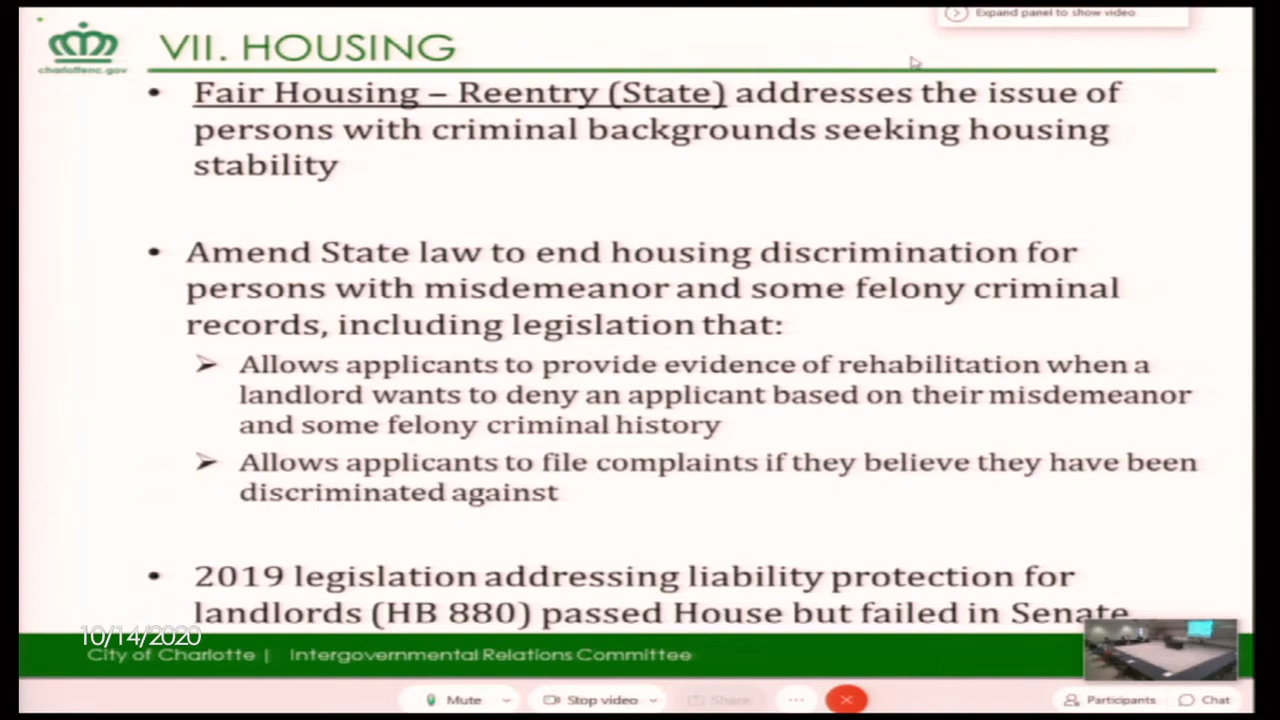 Expand panel to show video
charlottenc.gov
VII. HOUSING
• Fair Housing – Reentry (State) addresses the issue of
persons with criminal backgrounds seeking housing
stability
• Amend State law to end housing discrimination for
persons with misdemeanor and some felony criminal
records, including legislation that:
➢ Allows applicants to provide evidence of rehabilitation when a
landlord wants to deny an applicant based on their misdemeanor
and some felony criminal history
➢ Allows applicants to file complaints if they believe they have been
discriminated against
• 2019 legislation addressing liability protection for
landlords (HB 880) passed House but failed in Senate
10/14/2020
City of Charlotte | Intergovernmental Relations Committee
Mute
Stop video
Share
Participants
Chat